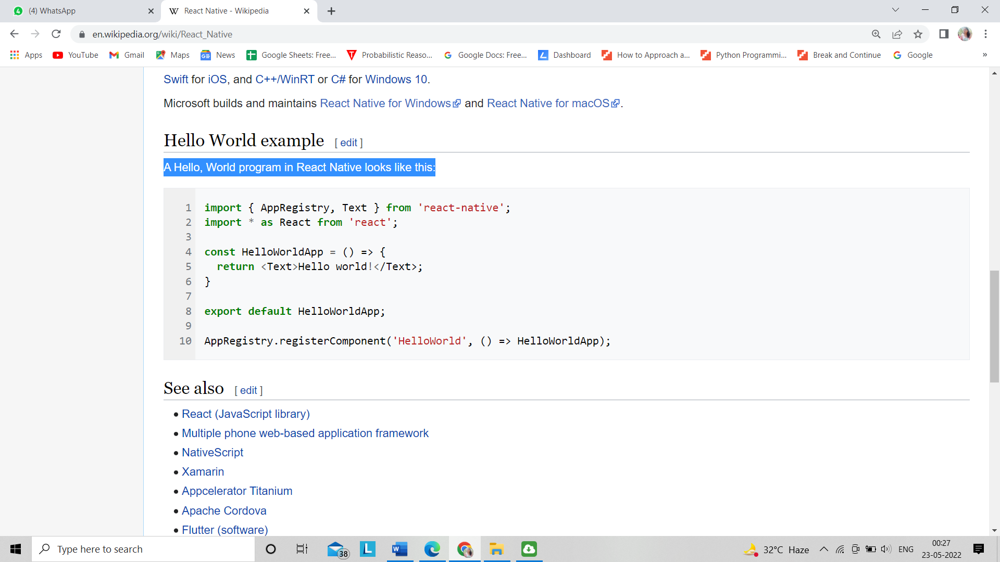 (4) WhatsApp
React Native - Wikipedia
en.wikipedia.org/wiki/React_Native
Apps YouTube Gmail Maps News Google Sheets: Free... Probabilistic Reaso... Google Docs: Free... Dashboard How to Approach a... Python Programmi... Break and Continue Google »
Swift for iOS, and C++/WinRT or C# for Windows 10.
Microsoft builds and maintains React Native for Windows and React Native for macOS.
Hello World example [ edit ]
A Hello, World program in React Native looks like this:
1 import { AppRegistry, Text } from 'react-native';
2 import * as React from 'react';
3
4 const HelloWorldApp = () => {
5 return <Text>Hello world!</Text>;
6 }
7
8 export default HelloWorldApp;
9
10 AppRegistry.registerComponent('HelloWorld', () => HelloWorldApp);
See also [ edit ]
• React (JavaScript library)
• Multiple phone web-based application framework
• NativeScript
• Xamarin
• Appcelerator Titanium
• Apache Cordova
• Flutter (software)
Type here to search
38
32°C Haze
ENG
00:27
23-05-2022